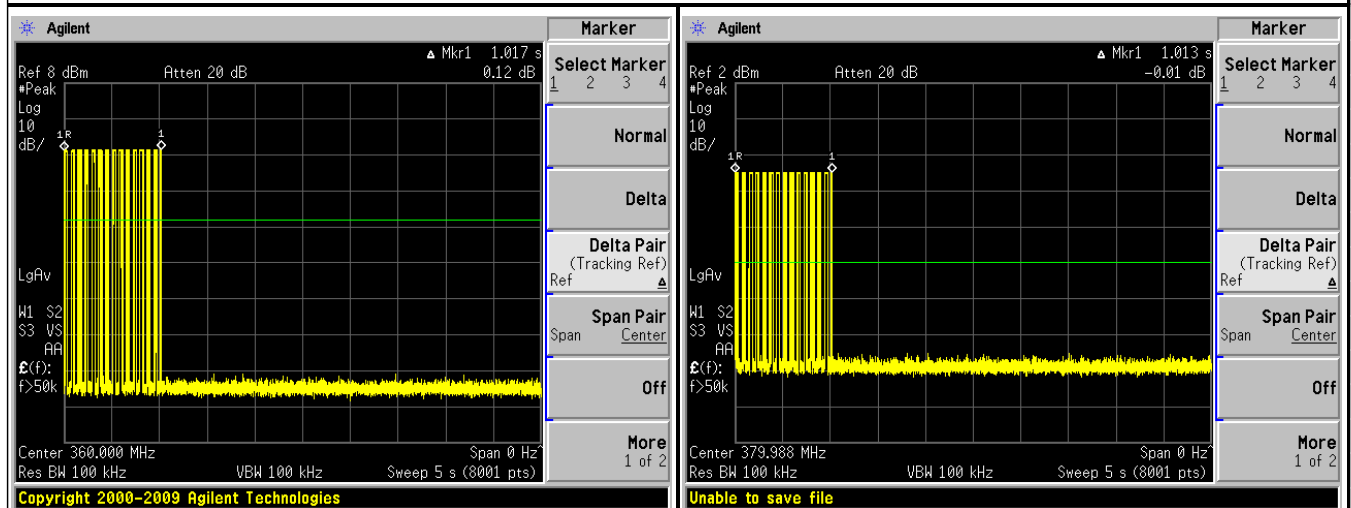 Agilent
Marker
Δ Mkr1 1.017 s
Ref 8 dBm Atten 20 dB 0.12 dB
#Peak
Log
10
dB/
1R 1
LgAv
W1 S2
S3 VS
AA
£(f):
f>50k
Center 360.000 MHz Span 0 Hz^
Res BW 100 kHz VBW 100 kHz Sweep 5 s (8001 pts)
Copyright 2000-2009 Agilent Technologies
Select Marker
1 2 3 4
Normal
Delta
Delta Pair
(Tracking Ref)
Ref Δ
Span Pair
Span Center
Off
More
1 of 2
Agilent
Marker
Δ Mkr1 1.013 s
Ref 2 dBm Atten 20 dB -0.01 dB
#Peak
Log
10
dB/
1R 1
LgAv
W1 S2
S3 VS
AA
£(f):
f>50k
Center 379.988 MHz Span 0 Hz^
Res BW 100 kHz VBW 100 kHz Sweep 5 s (8001 pts)
Unable to save file
Select Marker
1 2 3 4
Normal
Delta
Delta Pair
(Tracking Ref)
Ref Δ
Span Pair
Span Center
Off
More
1 of 2